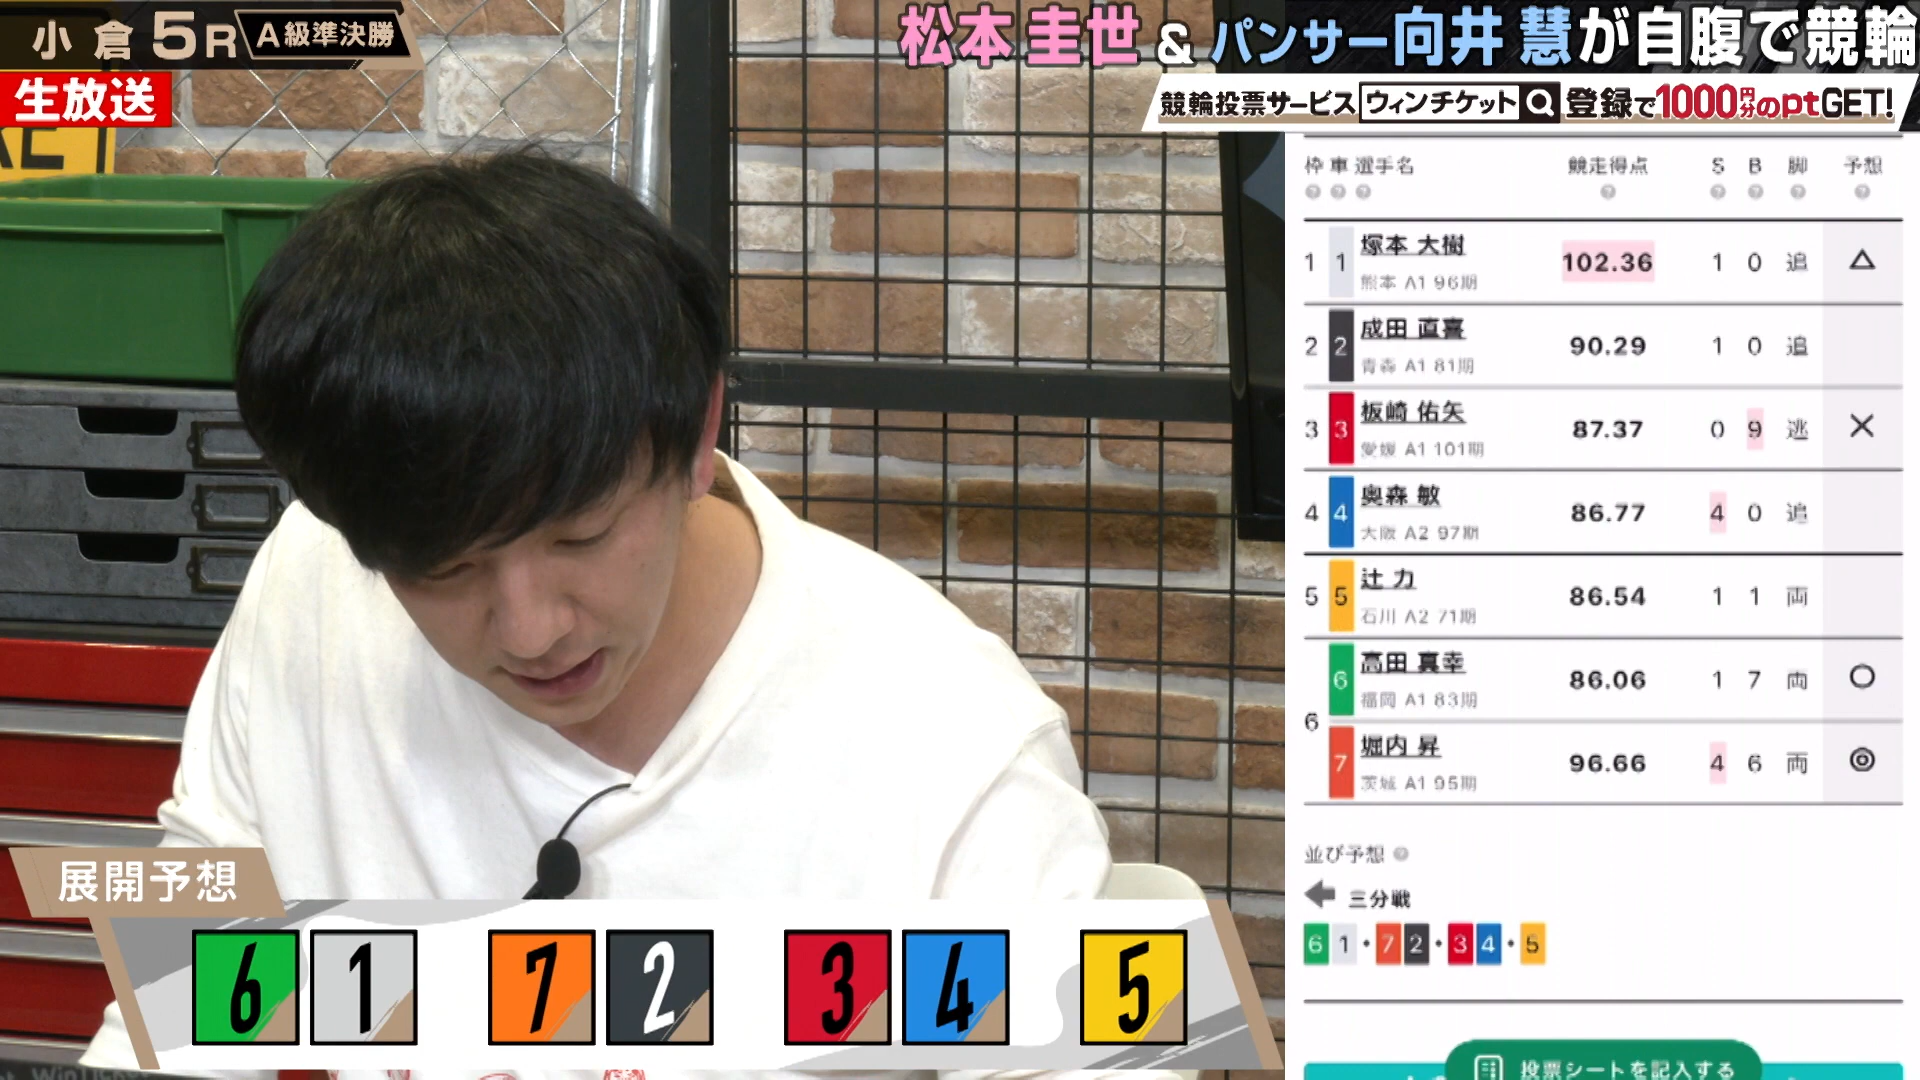 小倉5R A級準決勝
生放送
松本圭世&パンサー向井慧が自腹で競輪
競輪投票サービス ウィンチケット 登録で1000円分のptGET!
枠 車 選手名 競走得点 S B 脚 予想
1 1 塚本 大樹 102.36 1 0 追 △
熊本 A1 96期
2 2 成田 直喜 90.29 1 0 追
青森 A1 81期
3 3 板崎 佑矢 87.37 0 9 逃 ×
愛媛 A1 101期
4 4 奥森 敏 86.77 4 0 追
大阪 A2 97期
5 5 辻 力 86.54 1 1 両
石川 A2 71期
6 6 高田 真幸 86.06 1 7 両 ○
福岡 A1 83期
7 堀内 昇 96.66 4 6 両 ◎
茨城 A1 95期
並び予想
三分戦
6 1 ・ 7 2 ・ 3 4 ・ 5
投票シートを記入する
展開予想
6 1 7 2 3 4 5